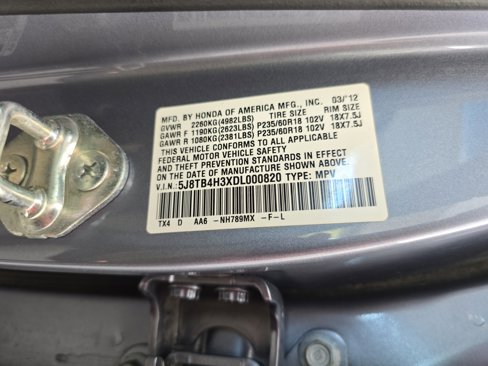 MFD. BY HONDA OF AMERICA MFG., INC. 03/'12
GVWR 2260KG(4982LBS) TIRE SIZE RIM SIZE
GAWR F 1190KG(2623LBS) P235/60R18 102V 18X7.5J
GAWR R 1080KG(2381LBS) P235/60R18 102V 18X7.5J
THIS VEHICLE CONFORMS TO ALL APPLICABLE
FEDERAL MOTOR VEHICLE SAFETY
AND THEFT PREVENTION STANDARDS IN EFFECT
ON THE DATE OF MANUFACTURE SHOWN ABOVE.
V.I.N.: 5J8TB4H3XDL000820 TYPE: MPV
TX4 D AA6 -NH789MX -F-L